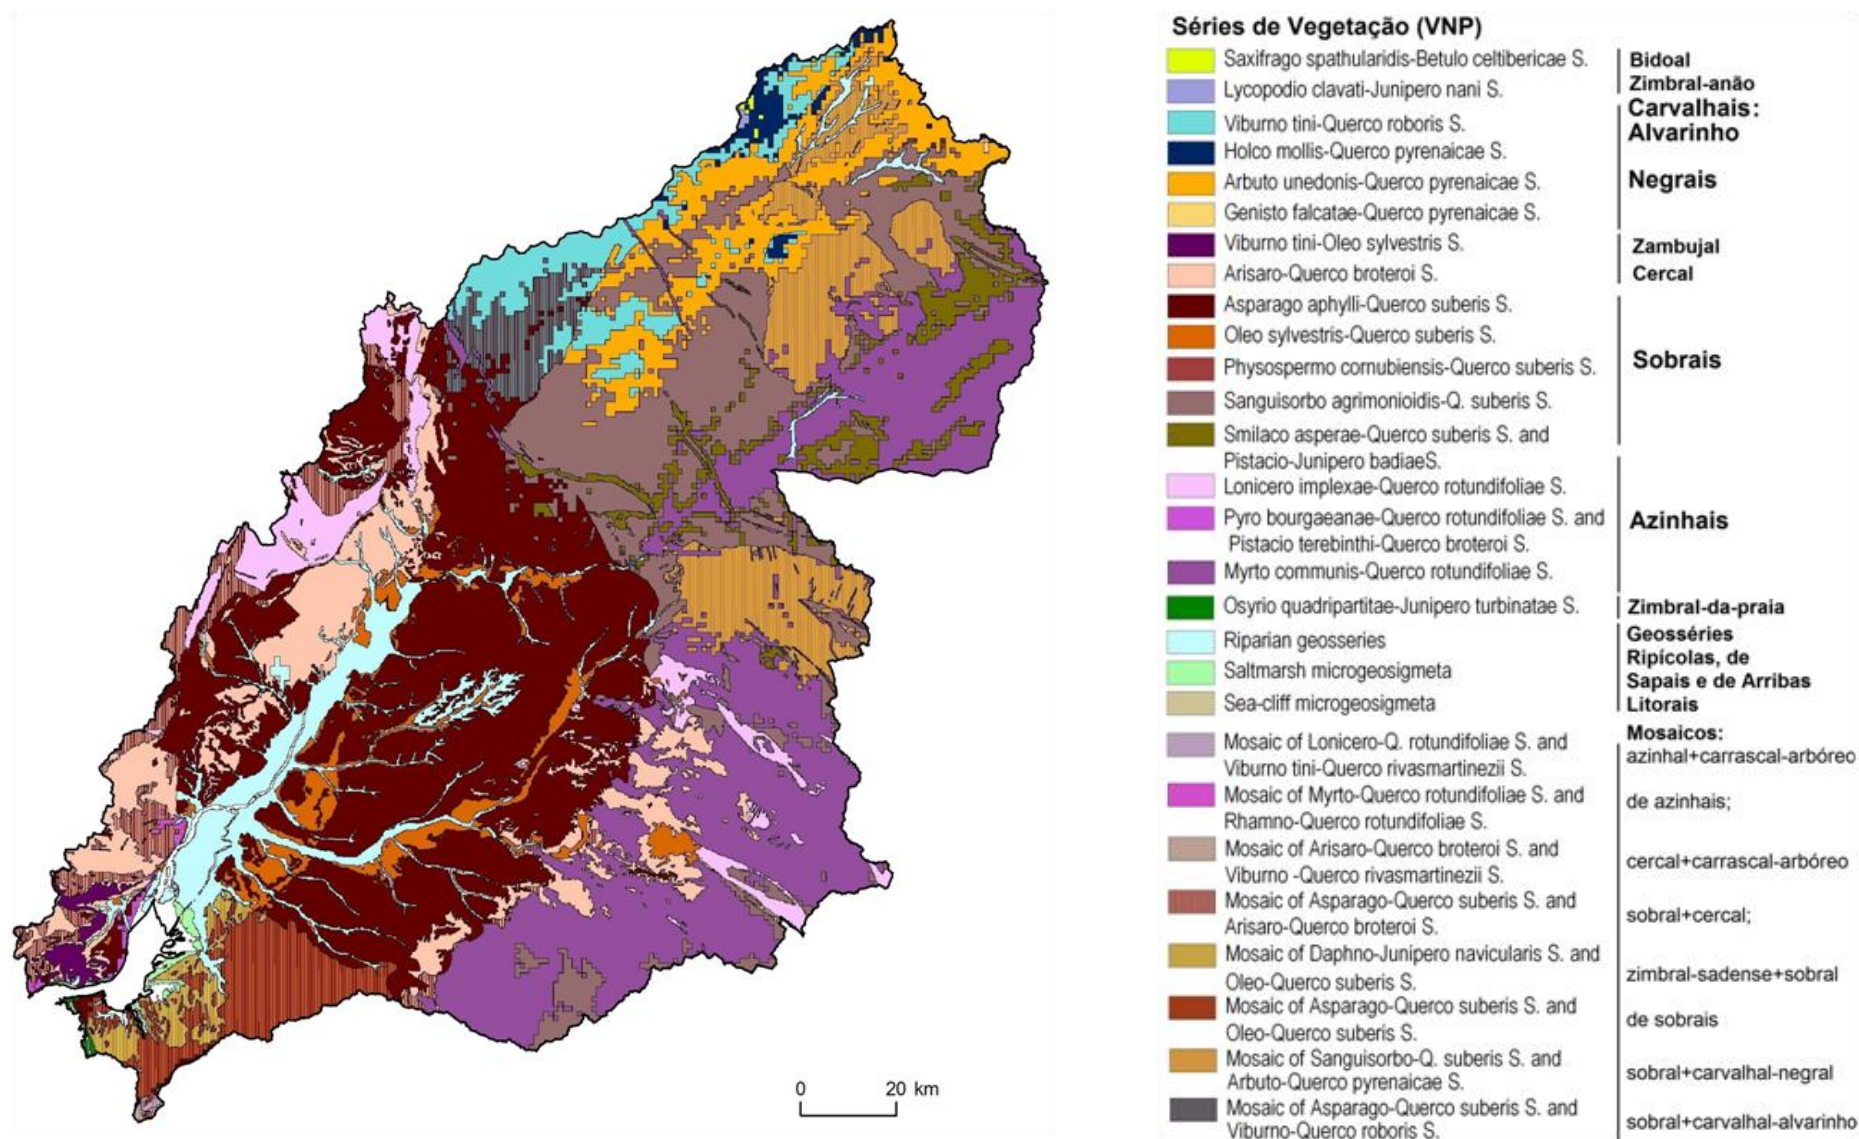 Séries de Vegetação (VNP)
Saxifrago spathularidis-Betulo celtibericae S.
Bidoal
Lycopodio clavati-Junipero nani S.
Zimbral-anão
Carvalhais:
Viburno tini-Querco roboris S.
Alvarinho
Holco mollis-Querco pyrenaicae S.
Arbuto unedonis-Querco pyrenaicae S.
Negrais
Genisto falcatae-Querco pyrenaicae S.
Viburno tini-Oleo sylvestris S.
Zambujal
Arisaro-Querco broteroi S.
Cercal
Asparago aphylli-Querco suberis S.
Oleo sylvestris-Querco suberis S.
Sobrais
Physospermo cornubiensis-Querco suberis S.
Sanguisorbo agrimonioidis-Q. suberis S.
Smilaco asperae-Querco suberis S. and
Pistacio-Junipero badiaeS.
Lonicero implexae-Querco rotundifoliae S.
Pyro bourgaeanae-Querco rotundifoliae S. and
Azinhais
Pistacio terebinthi-Querco broteroi S.
Myrto communis-Querco rotundifoliae S.
Osyrio quadripartitae-Junipero turbinatae S.
Zimbral-da-praia
Riparian geosseries
Geosséries
Ripícolas, de
Saltmarsh microgeosigmeta
Sapais e de Arribas
Sea-cliff microgeosigmeta
Litorais
Mosaicos:
Mosaic of Lonicero-Q. rotundifoliae S. and
azinhal+carrascal-arbóreo
Viburno tini-Querco rivasmartinezii S.
Mosaic of Myrto-Querco rotundifoliae S. and
de azinhais;
Rhamno-Querco rotundifoliae S.
Mosaic of Arisaro-Querco broteroi S. and
cercal+carrascal-arbóreo
Viburno -Querco rivasmartinezii S.
Mosaic of Asparago-Querco suberis S. and
sobral+cercal;
Arisaro-Querco broteroi S.
Mosaic of Daphno-Junipero navicularis S. and
zimbral-sadense+sobral
Oleo-Querco suberis S.
Mosaic of Asparago-Querco suberis S. and
de sobrais
Oleo-Querco suberis S.
Mosaic of Sanguisorbo-Q. suberis S. and
sobral+carvalhal-negral
Arbuto-Querco pyrenaicae S.
Mosaic of Asparago-Querco suberis S. and
sobral+carvalhal-alvarinho
Viburno-Querco roboris S.
0 20 km